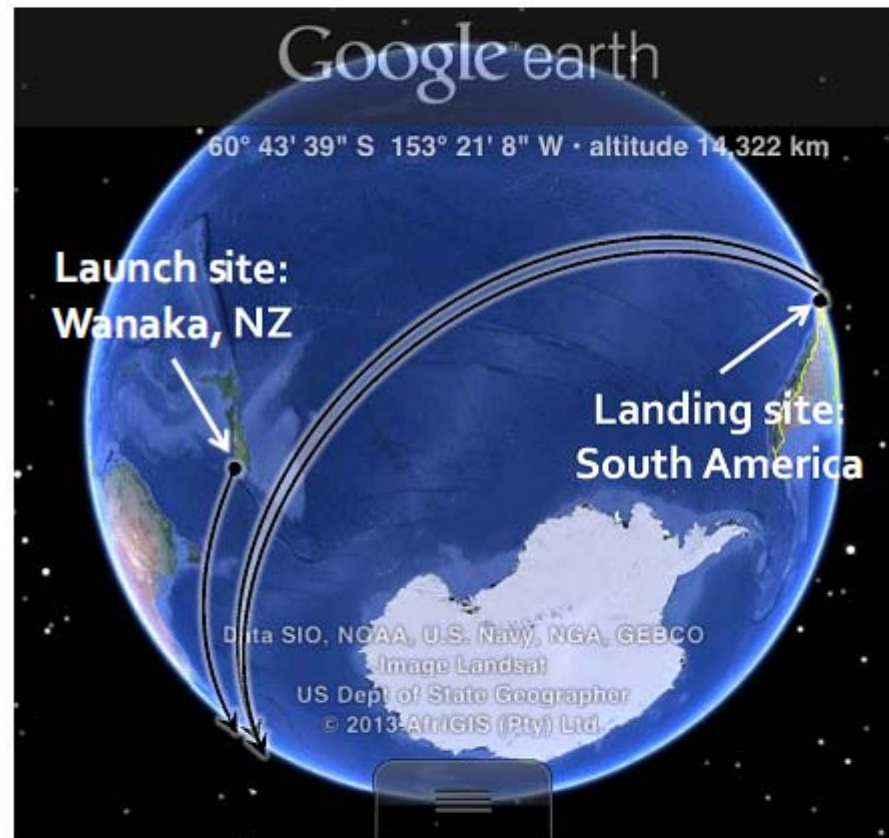 Google earth
60° 43' 39" S 153° 21' 8" W · altitude 14,322 km
Launch site:
Wanaka, NZ
Landing site:
South America
Data SIO, NOAA, U.S. Navy, NGA, GEBCO
Image Landsat
US Dept of State Geographer
© 2013 AfriGIS (Pty) Ltd.